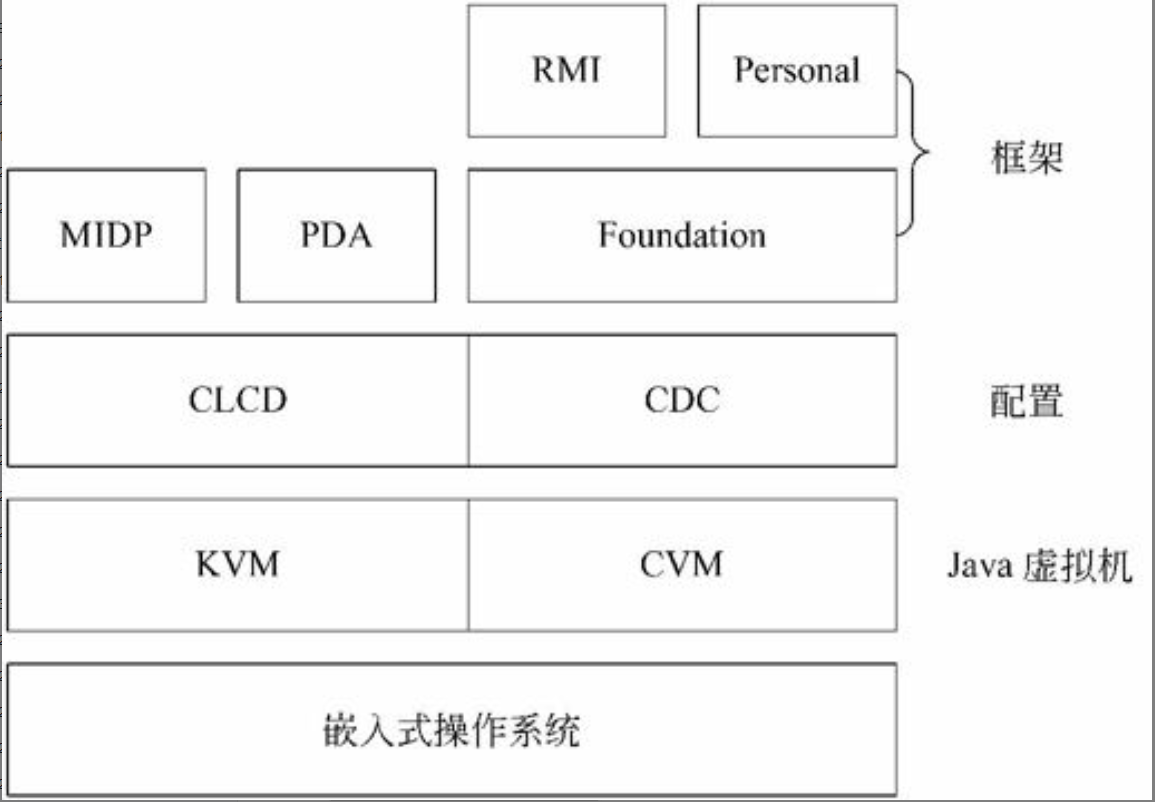 RMI
Personal
框架
MIDP
PDA
Foundation
CLCD
CDC
配置
KVM
CVM
Java 虚拟机
嵌入式操作系统